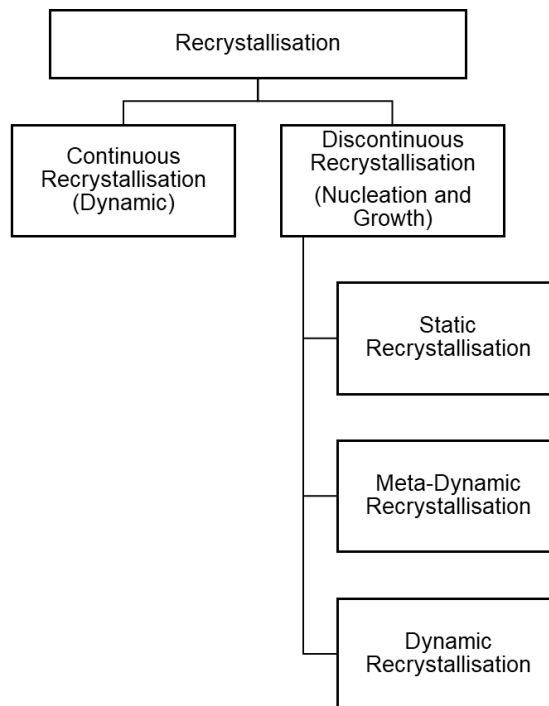 Recrystallisation
Continuous
Recrystallisation
(Dynamic)
Discontinuous
Recrystallisation
(Nucleation and
Growth)
Static
Recrystallisation
Meta-Dynamic
Recrystallisation
Dynamic
Recrystallisation